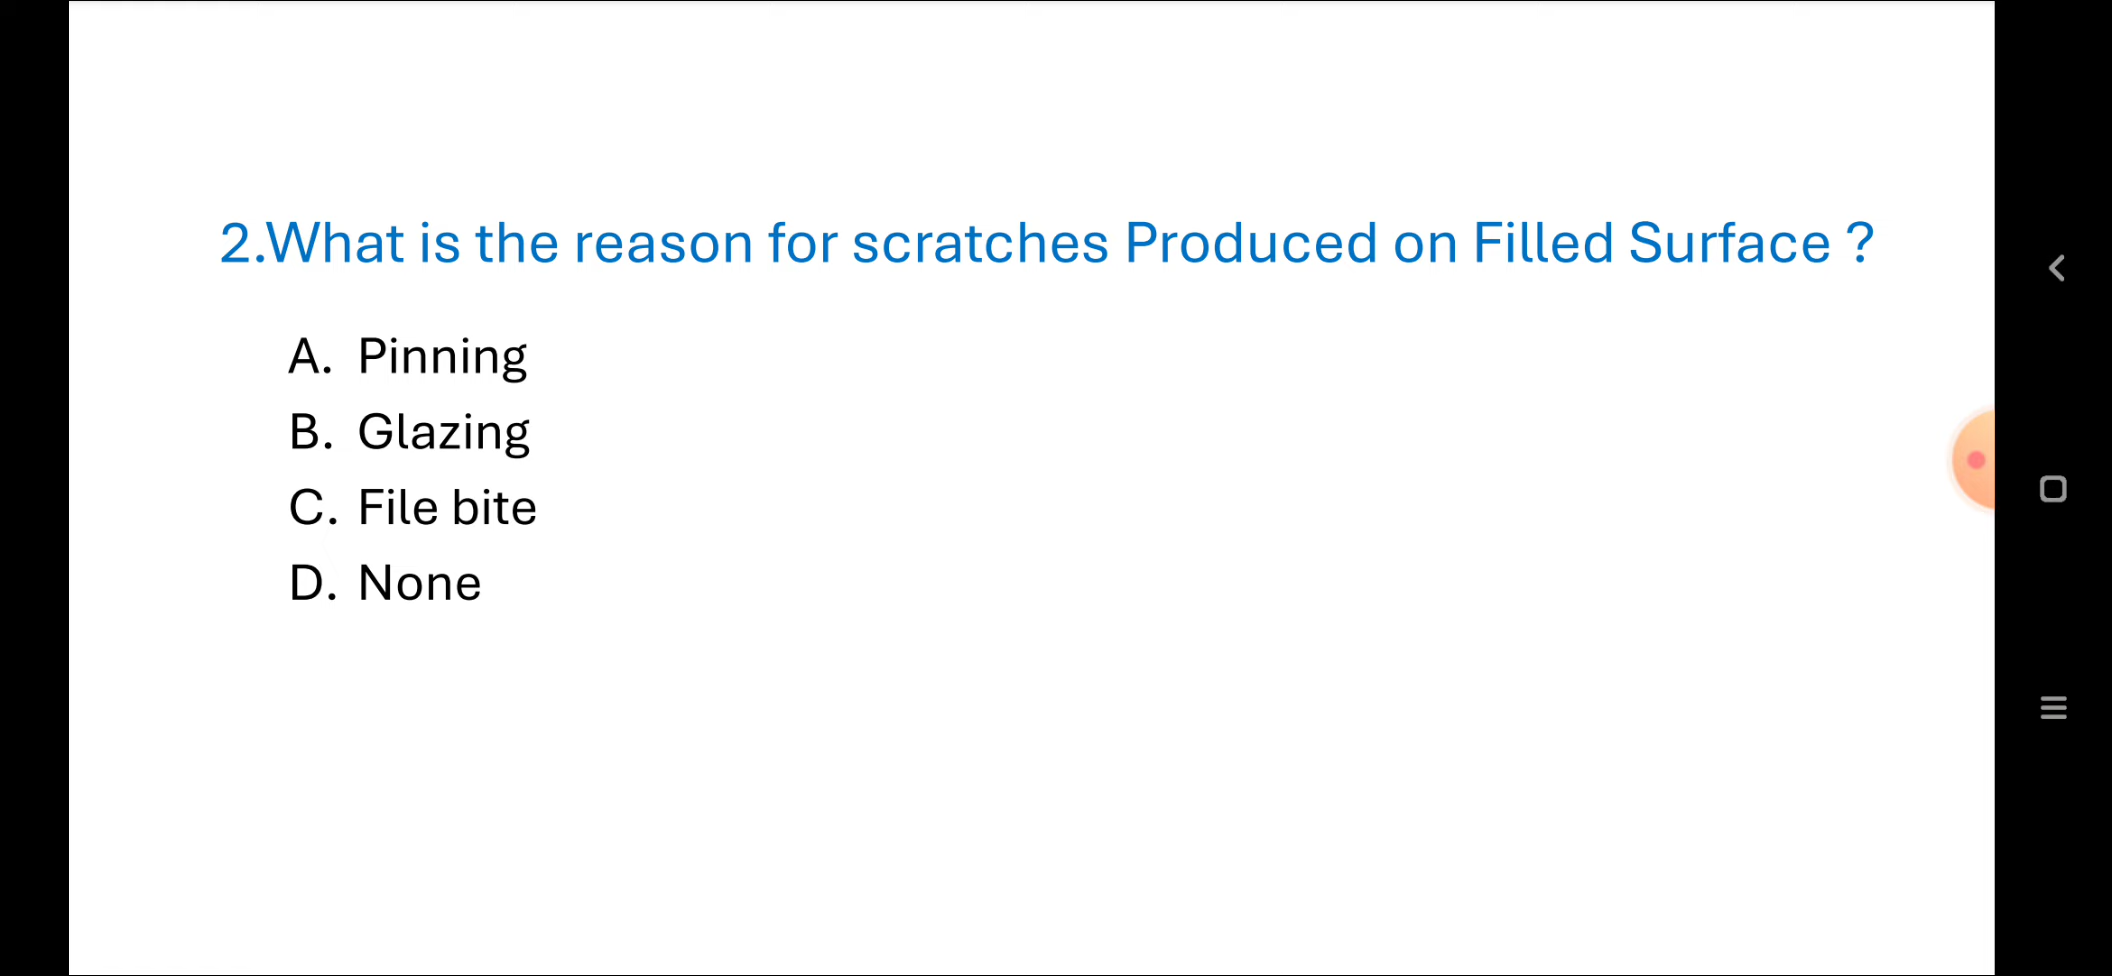 2.What is the reason for scratches Produced on Filled Surface ?
A. Pinning
B. Glazing
C. File bite
D. None